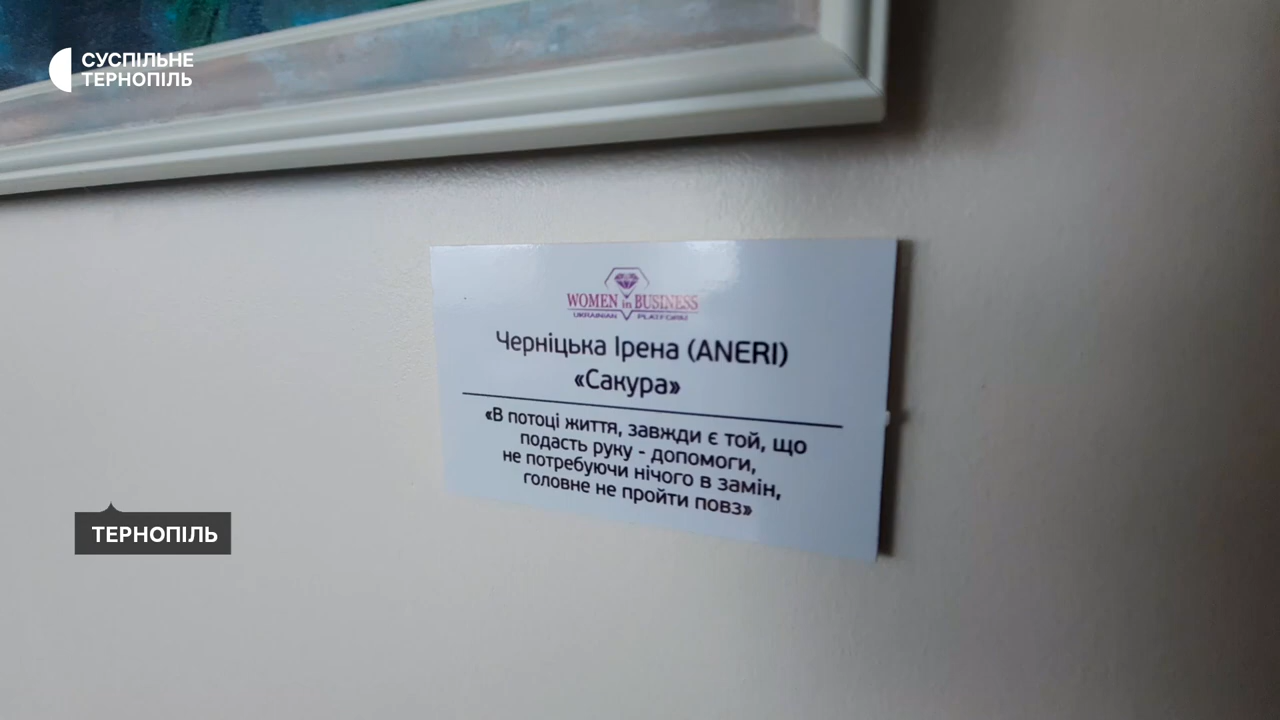 СУСПІЛЬНЕ
ТЕРНОПІЛЬ
WOMEN in BUSINESS
UKRAINIAN PLATFORM
Черніцька Ірена (ANERI)
«Сакура»
«В потоці життя, завжди є той, що
подасть руку - допомоги,
не потребуючи нічого в замін,
головне не пройти повз»
ТЕРНОПІЛЬ